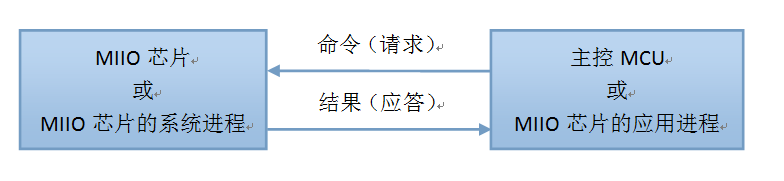 MIIO 芯片
或
MIIO 芯片的系统进程
命令（请求）
结果（应答）
主控 MCU
或
MIIO 芯片的应用进程